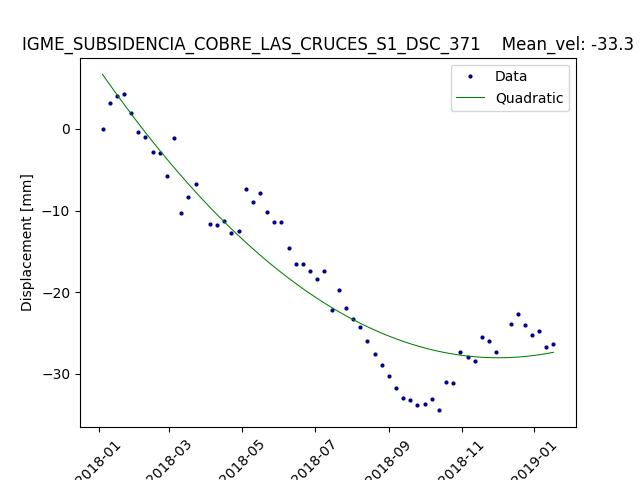 IGME_SUBSIDENCIA_COBRE_LAS_CRUCES_S1_DSC_371 Mean_vel: -33.3
Data
Quadratic
0
−10
−20
−30
Displacement [mm]
2018-01
2018-03
2018-05
2018-07
2018-09
2018-11
2019-01